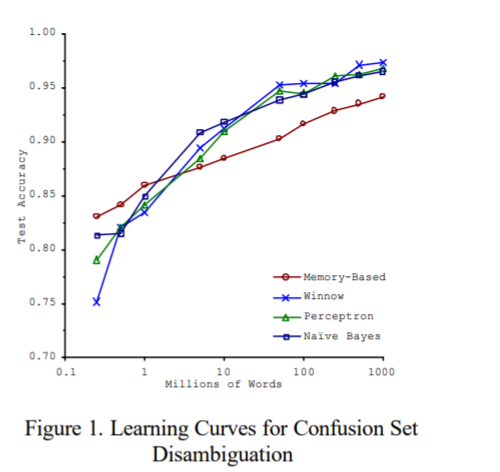 1.00
0.95
0.90
0.85
0.80
0.75
0.70
Test Accuracy
0.1 1 10 100 1000
Millions of Words
Memory-Based
Winnow
Perceptron
Naïve Bayes
Figure 1. Learning Curves for Confusion Set
Disambiguation